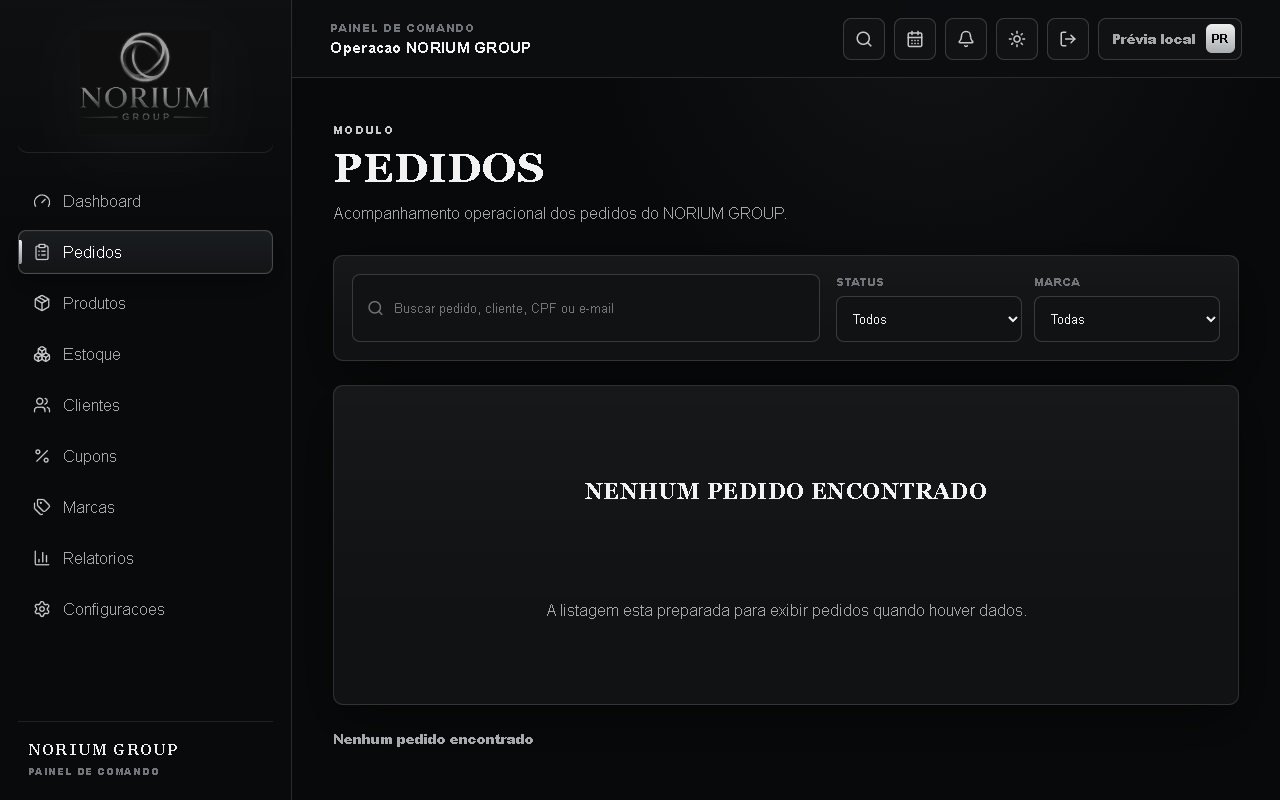 NORIUM
GROUP
PAINEL DE COMANDO
Operacao NORIUM GROUP
Prévia local PR
Dashboard
Pedidos
Produtos
Estoque
Clientes
Cupons
Marcas
Relatorios
Configuracoes
NORIUM GROUP
PAINEL DE COMANDO
MODULO
PEDIDOS
Acompanhamento operacional dos pedidos do NORIUM GROUP.
Buscar pedido, cliente, CPF ou e-mail
STATUS
Todos
MARCA
Todas
NENHUM PEDIDO ENCONTRADO
A listagem esta preparada para exibir pedidos quando houver dados.
Nenhum pedido encontrado